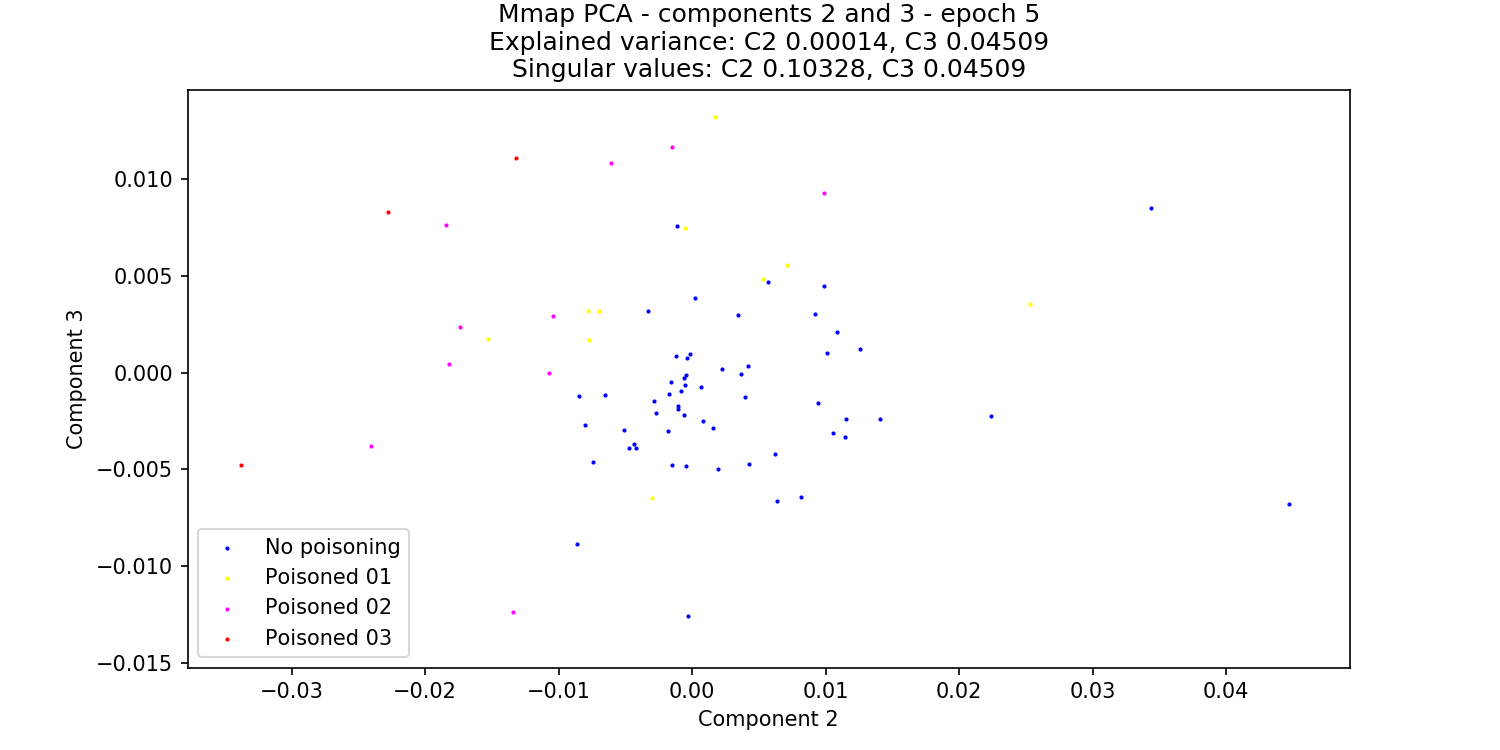 Mmap PCA - components 2 and 3 - epoch 5
Explained variance: C2 0.00014, C3 0.04509
Singular values: C2 0.10328, C3 0.04509
0.010
0.005
0.000
−0.005
−0.010
−0.015
Component 3
No poisoning
Poisoned 01
Poisoned 02
Poisoned 03
−0.03
−0.02
−0.01
0.00
0.01
0.02
0.03
0.04
Component 2